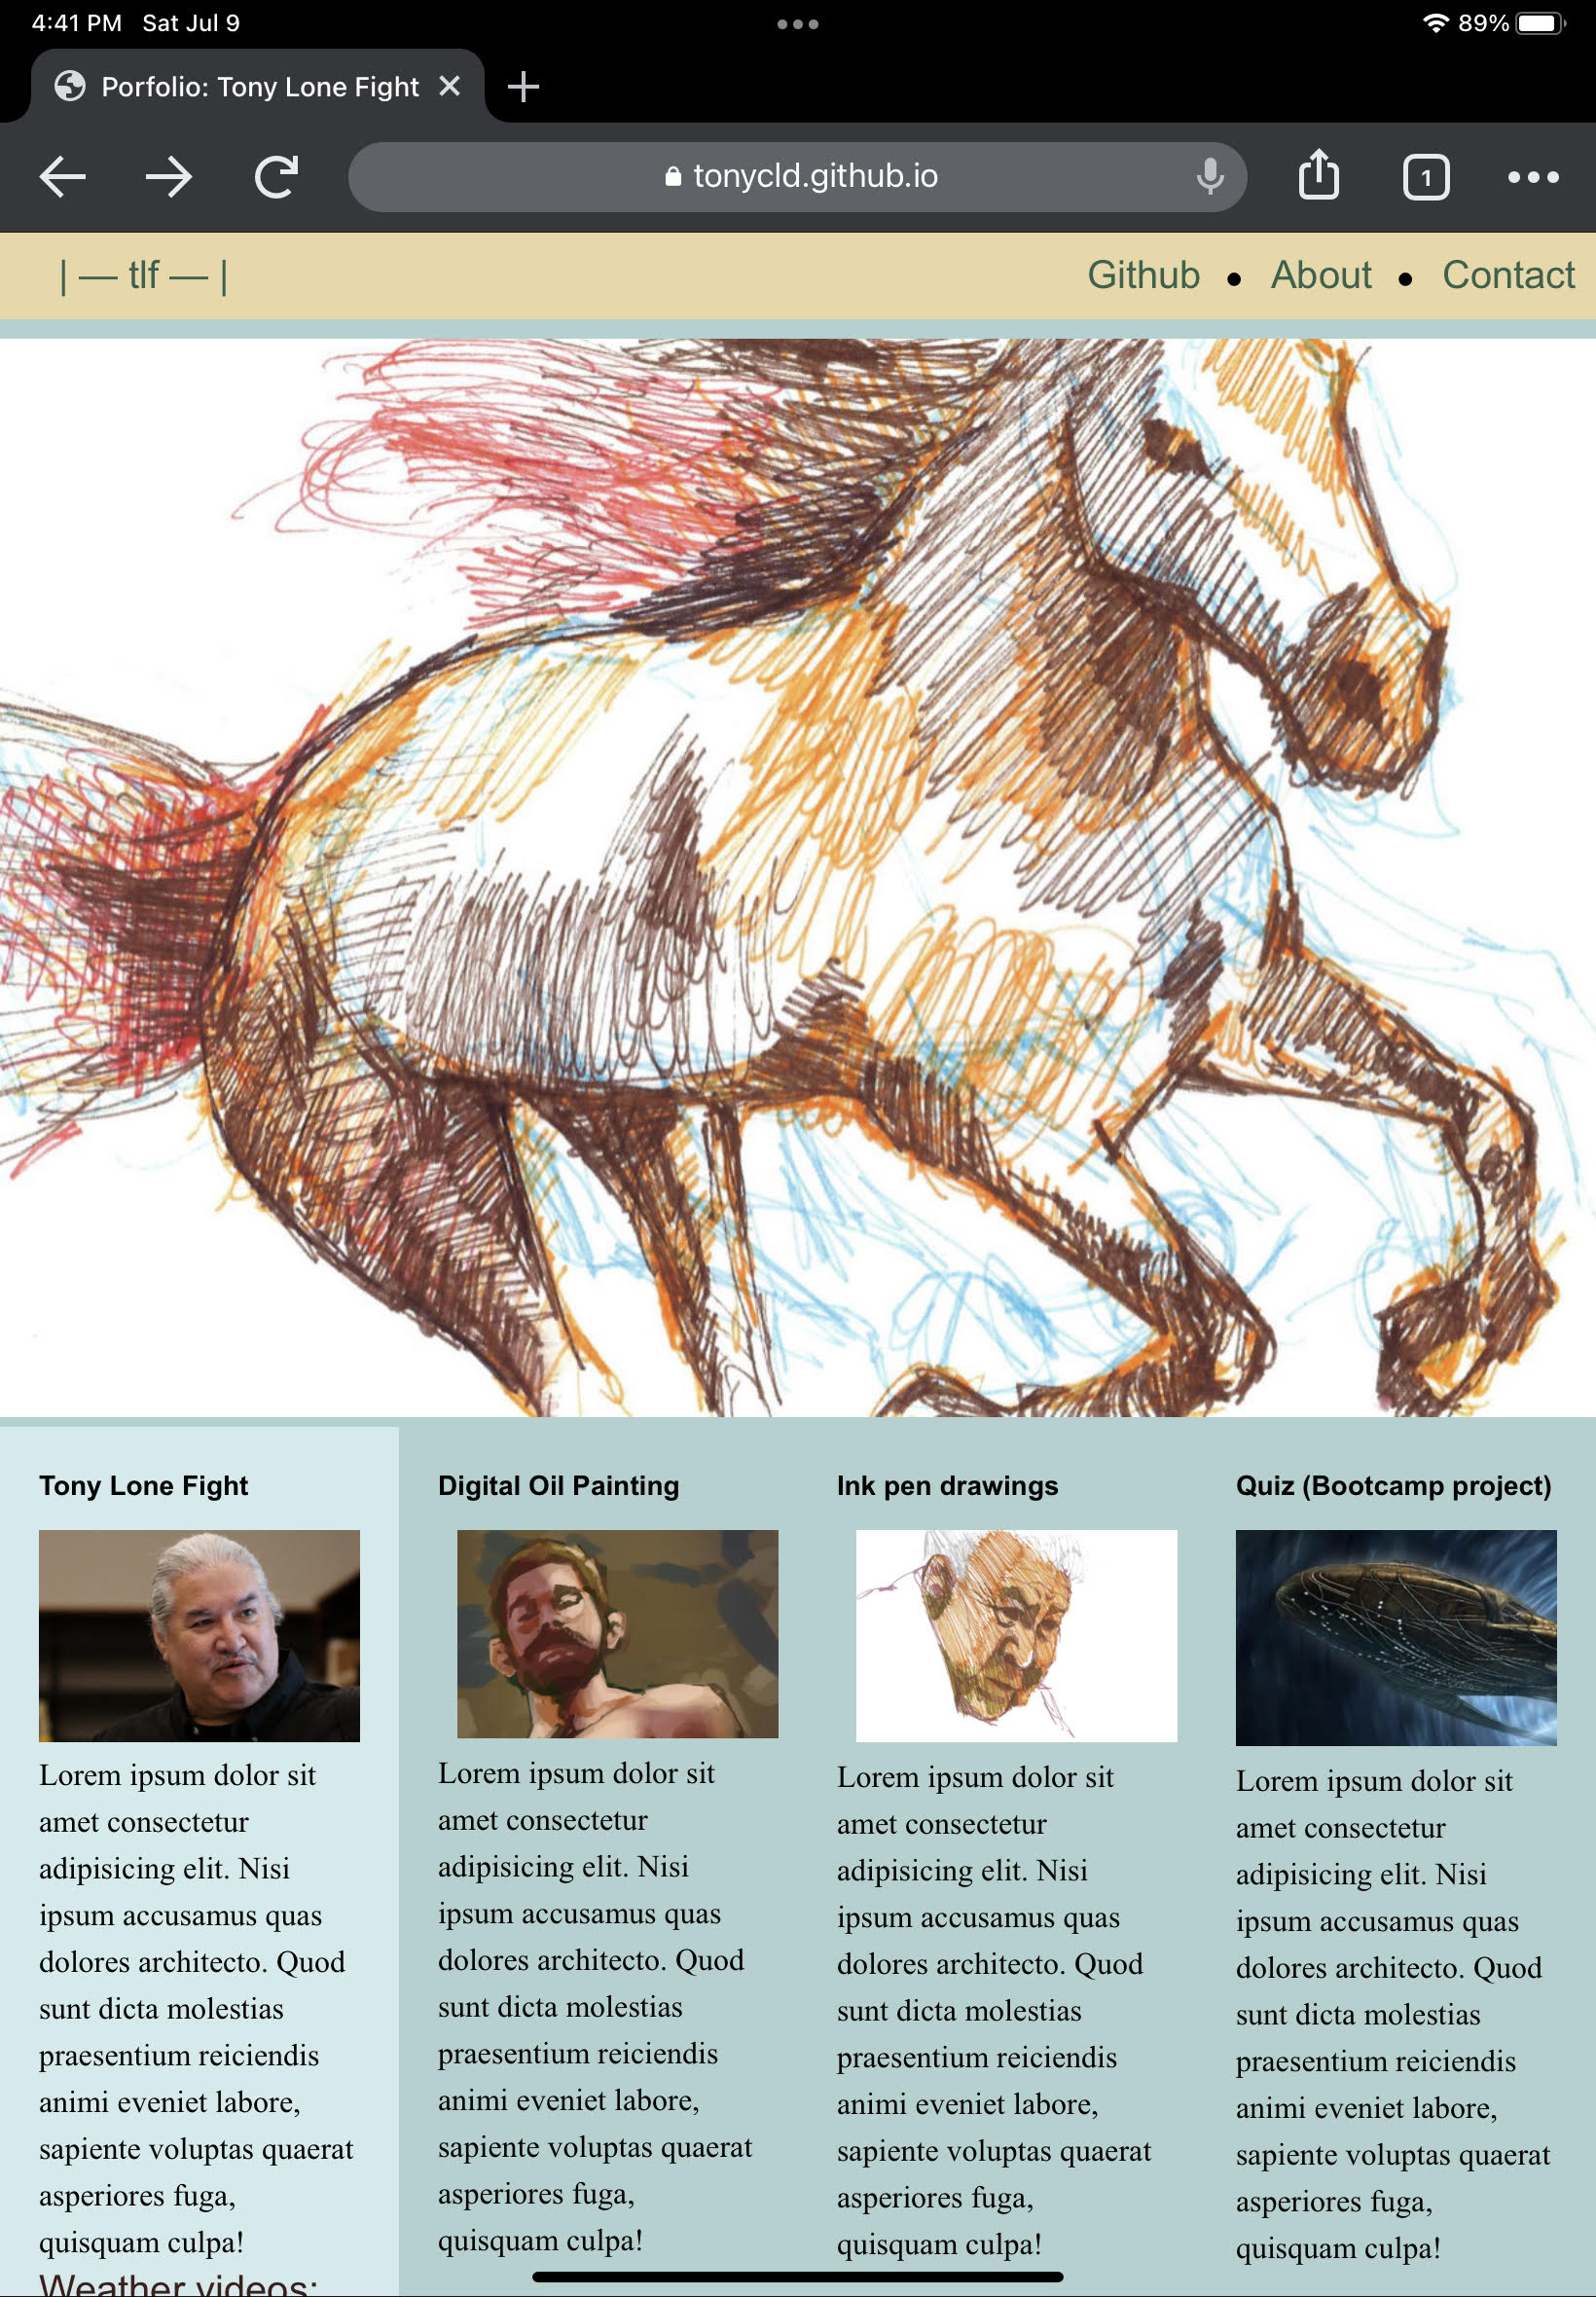 4:41 PM Sat Jul 9
89%
Porfolio: Tony Lone Fight
tonycld.github.io
1
| — tlf — |
Github • About • Contact
Tony Lone Fight
Lorem ipsum dolor sit
amet consectetur
adipisicing elit. Nisi
ipsum accusamus quas
dolores architecto. Quod
sunt dicta molestias
praesentium reiciendis
animi eveniet labore,
sapiente voluptas quaerat
asperiores fuga,
quisquam culpa!
Weather videos:
Digital Oil Painting
Lorem ipsum dolor sit
amet consectetur
adipisicing elit. Nisi
ipsum accusamus quas
dolores architecto. Quod
sunt dicta molestias
praesentium reiciendis
animi eveniet labore,
sapiente voluptas quaerat
asperiores fuga,
quisquam culpa!
Ink pen drawings
Lorem ipsum dolor sit
amet consectetur
adipisicing elit. Nisi
ipsum accusamus quas
dolores architecto. Quod
sunt dicta molestias
praesentium reiciendis
animi eveniet labore,
sapiente voluptas quaerat
asperiores fuga,
quisquam culpa!
Quiz (Bootcamp project)
Lorem ipsum dolor sit
amet consectetur
adipisicing elit. Nisi
ipsum accusamus quas
dolores architecto. Quod
sunt dicta molestias
praesentium reiciendis
animi eveniet labore,
sapiente voluptas quaerat
asperiores fuga,
quisquam culpa!